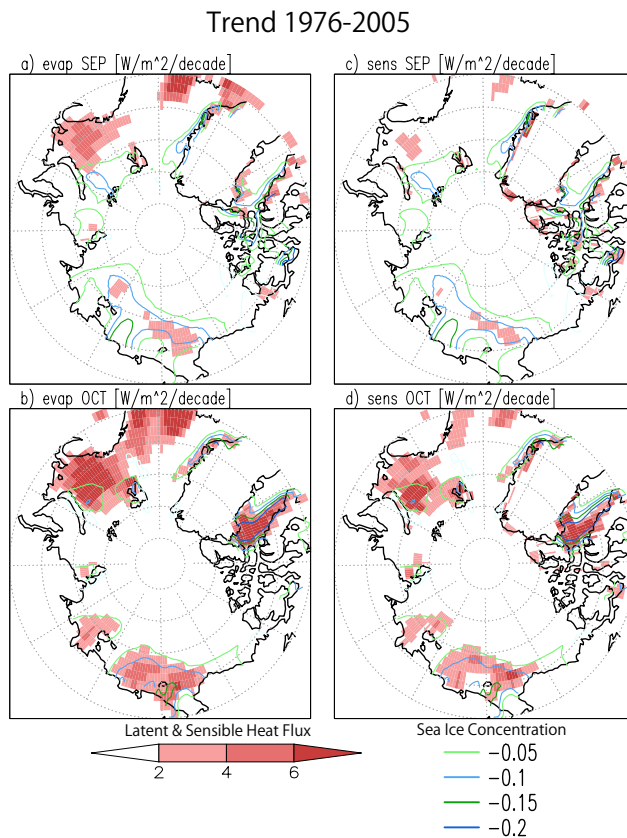 Trend 1976-2005
a) evap SEP [W/m^2/decade]
c) sens SEP [W/m^2/decade]
b) evap OCT [W/m^2/decade]
d) sens OCT [W/m^2/decade]
Latent & Sensible Heat Flux
2 4 6
Sea Ice Concentration
−0.05
−0.1
−0.15
−0.2